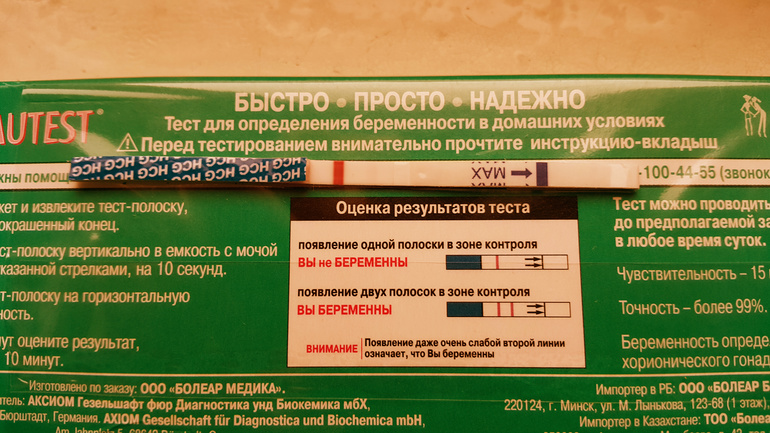 БЫСТРО • ПРОСТО • НАДЕЖНО
AUTEST®
Тест для определения беременности в домашних условиях
Перед тестированием внимательно прочтите инструкцию-вкладыш
HCG HCG HCG HCG HCG HCG
MAX
-100-44-55 (звонок
кет и извлеките тест-полоску,
окрашенный конец.
ст-полоску вертикально в емкость с мочой
казанной стрелками, на 10 секунд.
ст-полоску на горизонтальную
ность.
ут оцените результат,
10 минут.
Оценка результатов теста
появление одной полоски в зоне контроля
ВЫ не БЕРЕМЕННЫ
появление двух полосок в зоне контроля
ВЫ БЕРЕМЕННЫ
ВНИМАНИЕ
Появление даже очень слабой второй линии
означает, что Вы беременны
Тест можно проводить
до предполагаемой за
в любое время суток.
Чувствительность – 15
Точность – более 99%.
Беременность опреде
хорионического гонад
Изготовлено по заказу: ООО «БОЛЕАР МЕДИКА».
итель: АКСИОМ Гезельшафт фюр Диагностика унд Биокемика мбХ,
Бюрштадт, Германия. AXIOM Gesellschaft für Diagnostica und Biochemica mbH,
Импортер в РБ: ООО «БОЛЕАР
220124, г. Минск, ул. М. Лынькова, 123-68 (1 этаж),
Импортер в Казахстане: ТОО «Болеар